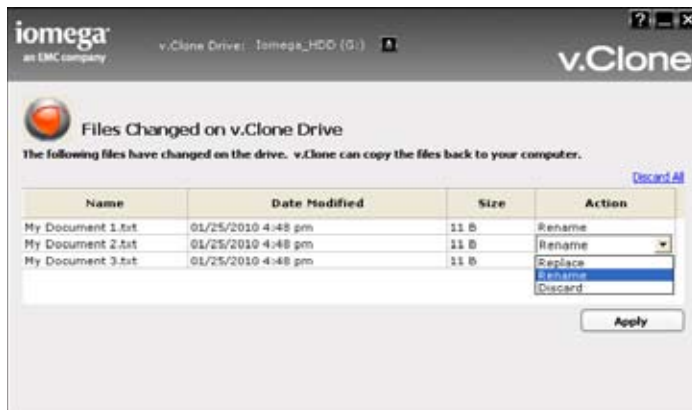 iomega
an EMC company
v.Clone Drive: Iomega_HDD (G:)
v.Clone
Files Changed on v.Clone Drive
The following files have changed on the drive. v.Clone can copy the files back to your computer.
Discard All
Name Date Modified Size Action
My Document 1.txt 01/25/2010 4:48 pm 11 B Rename
My Document 2.txt 01/25/2010 4:48 pm 11 B Rename
My Document 3.txt 01/25/2010 4:48 pm 11 B Replace
Rename
Discard
Apply